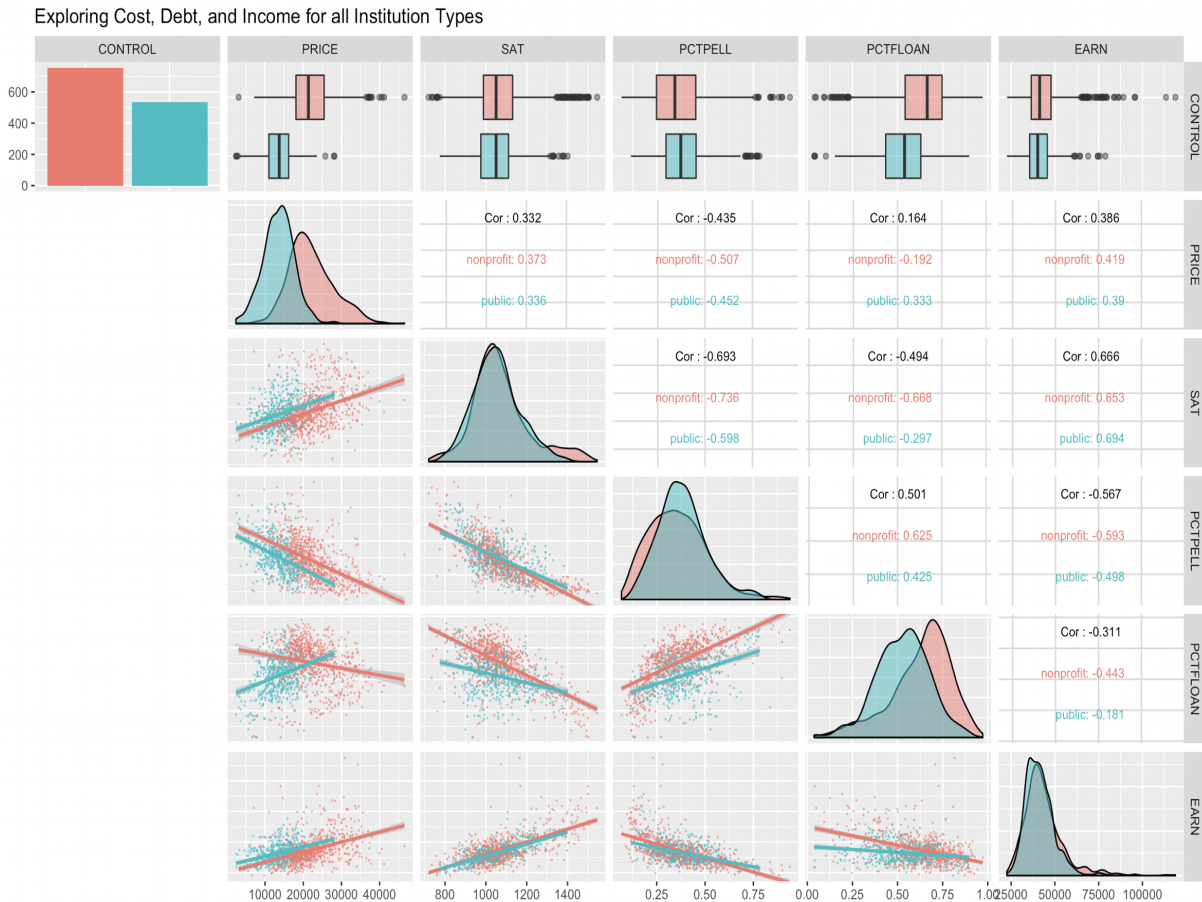 Exploring Cost, Debt, and Income for all Institution Types
CONTROL PRICE SAT PCTPELL PCTFLOAN EARN
600
400
200
0
CONTROL
Cor : 0.332 Cor : -0.435 Cor : 0.164 Cor : 0.386
nonprofit: 0.373 nonprofit: -0.507 nonprofit: -0.192 nonprofit: 0.419
public: 0.336 public: -0.452 public: 0.333 public: 0.39
PRICE
Cor : -0.693 Cor : -0.494 Cor : 0.666
nonprofit: -0.736 nonprofit: -0.668 nonprofit: 0.653
public: -0.598 public: -0.297 public: 0.694
SAT
Cor : 0.501 Cor : -0.567
nonprofit: 0.625 nonprofit: -0.593
public: 0.425 public: -0.498
PCTPELL
Cor : -0.311
nonprofit: -0.443
public: -0.181
PCTFLOAN
EARN
10000 20000 30000 40000 800 1000 1200 1400 0.25 0.50 0.75 0.00 0.25 0.50 0.75 1.00 25000 50000 75000 100000